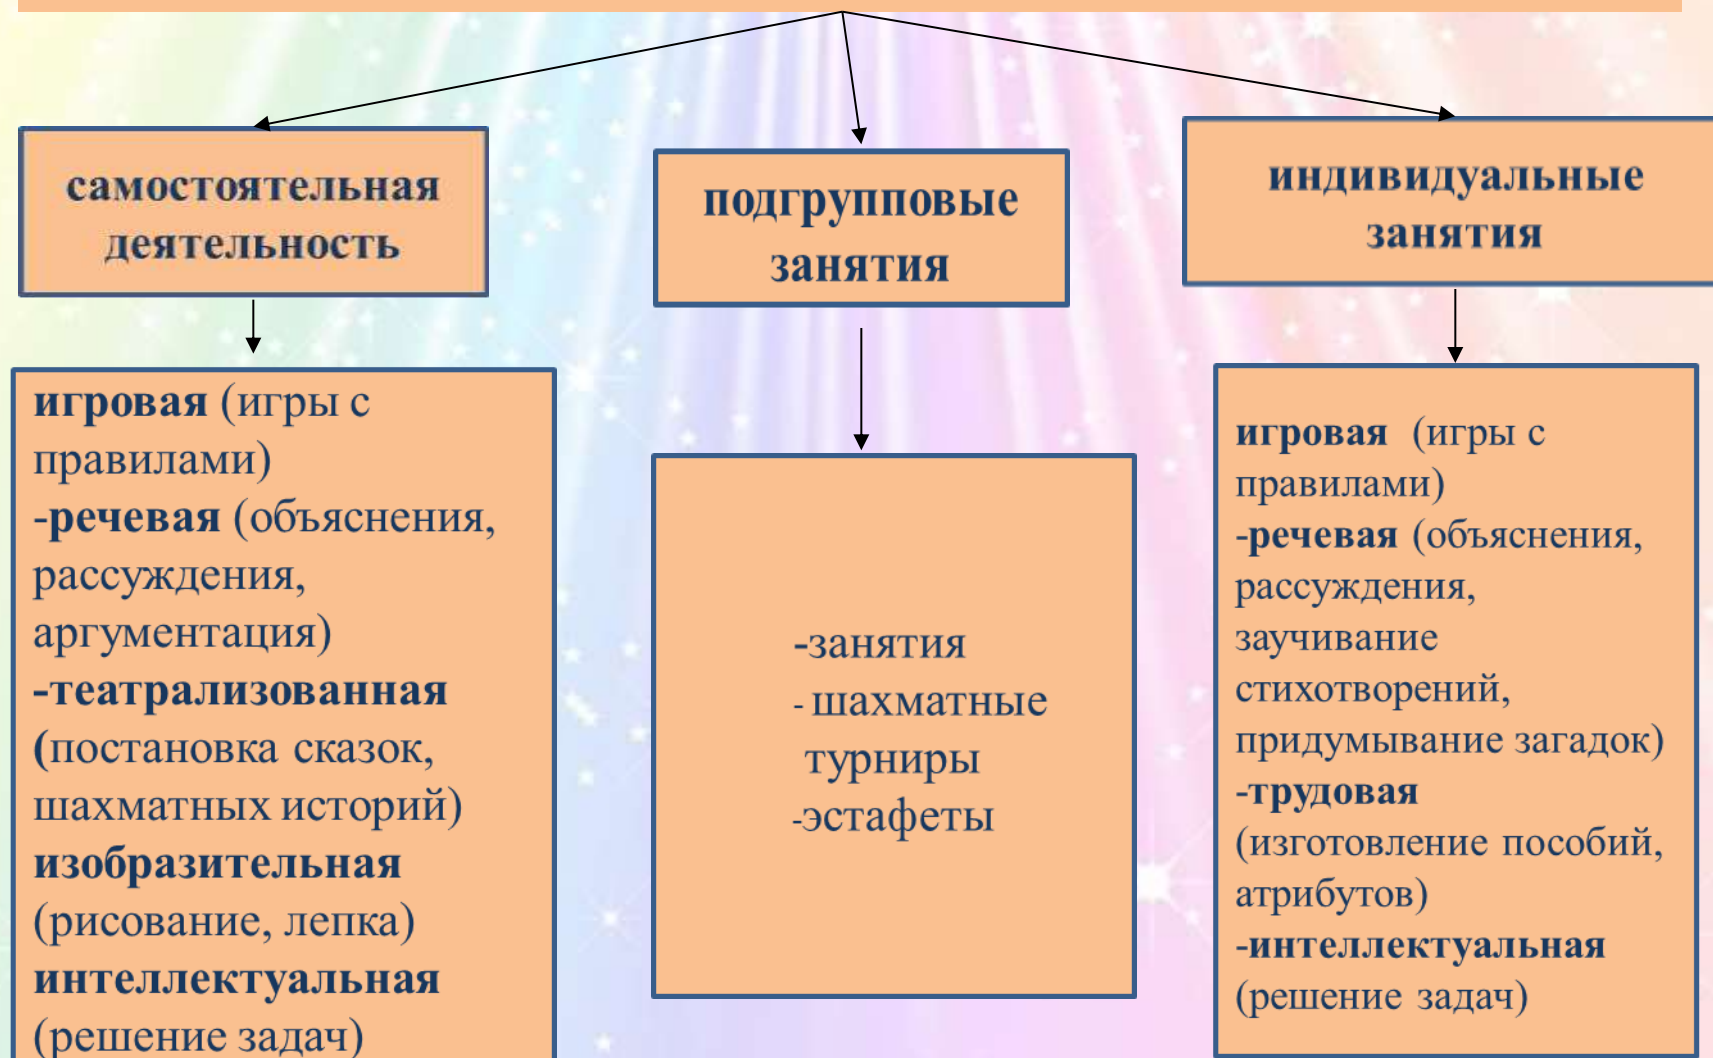 самостоятельная
деятельность
подгрупповые
занятия
индивидуальные
занятия
игровая (игры с
правилами)
-речевая (объяснения,
рассуждения,
аргументация)
-театрализованная
(постановка сказок,
шахматных историй)
изобразительная
(рисование, лепка)
интеллектуальная
(решение задач)
-занятия
- шахматные
турниры
-эстафеты
игровая (игры с
правилами)
-речевая (объяснения,
рассуждения,
заучивание
стихотворений,
придумывание загадок)
-трудовая
(изготовление пособий,
атрибутов)
-интеллектуальная
(решение задач)